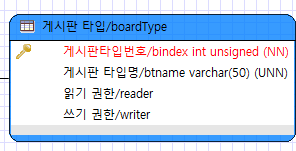 게시판 타입/boardType
게시판타입번호/bindex int unsigned (NN)
게시판 타입명/btname varchar(50) (UNN)
읽기 권한/reader
쓰기 권한/writer